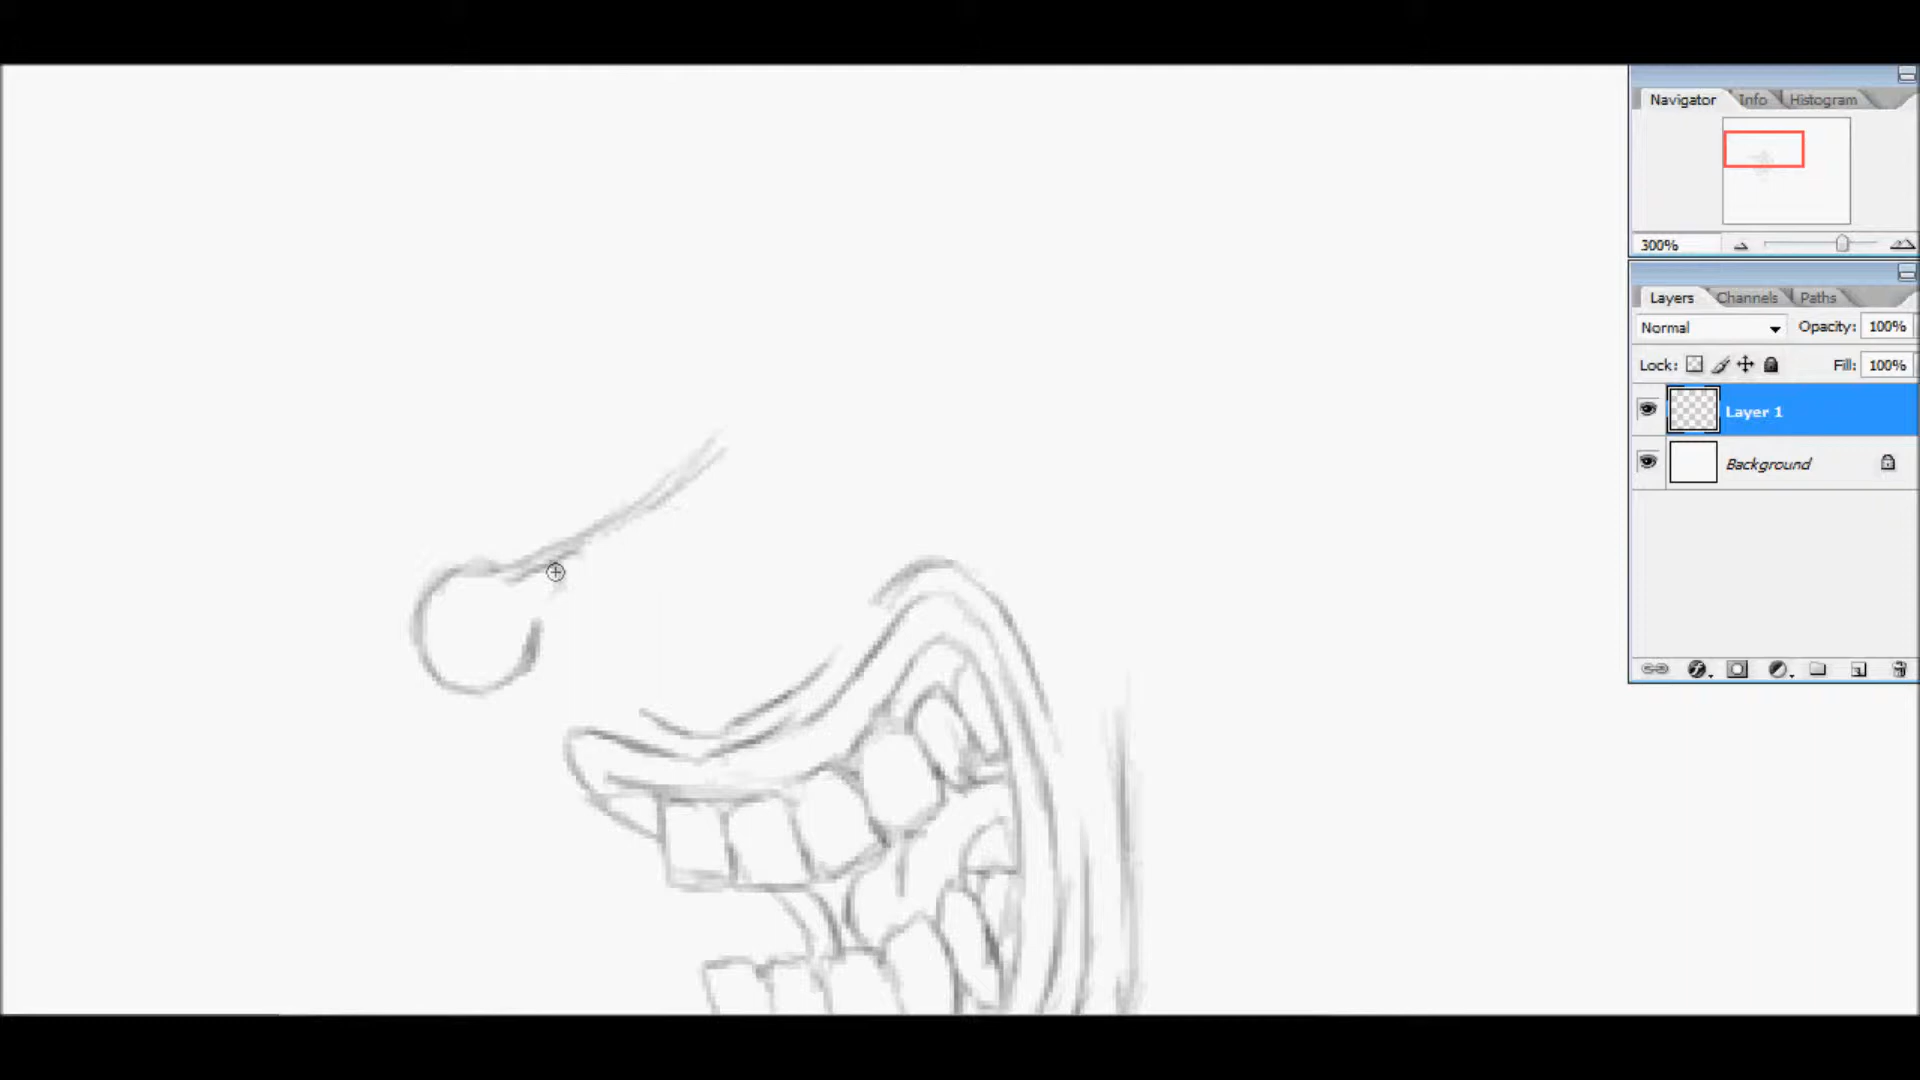 Navigator Info Histogram
300%
Layers Channels Paths
Normal Opacity: 100%
Lock: Fill: 100%
Layer 1
Background